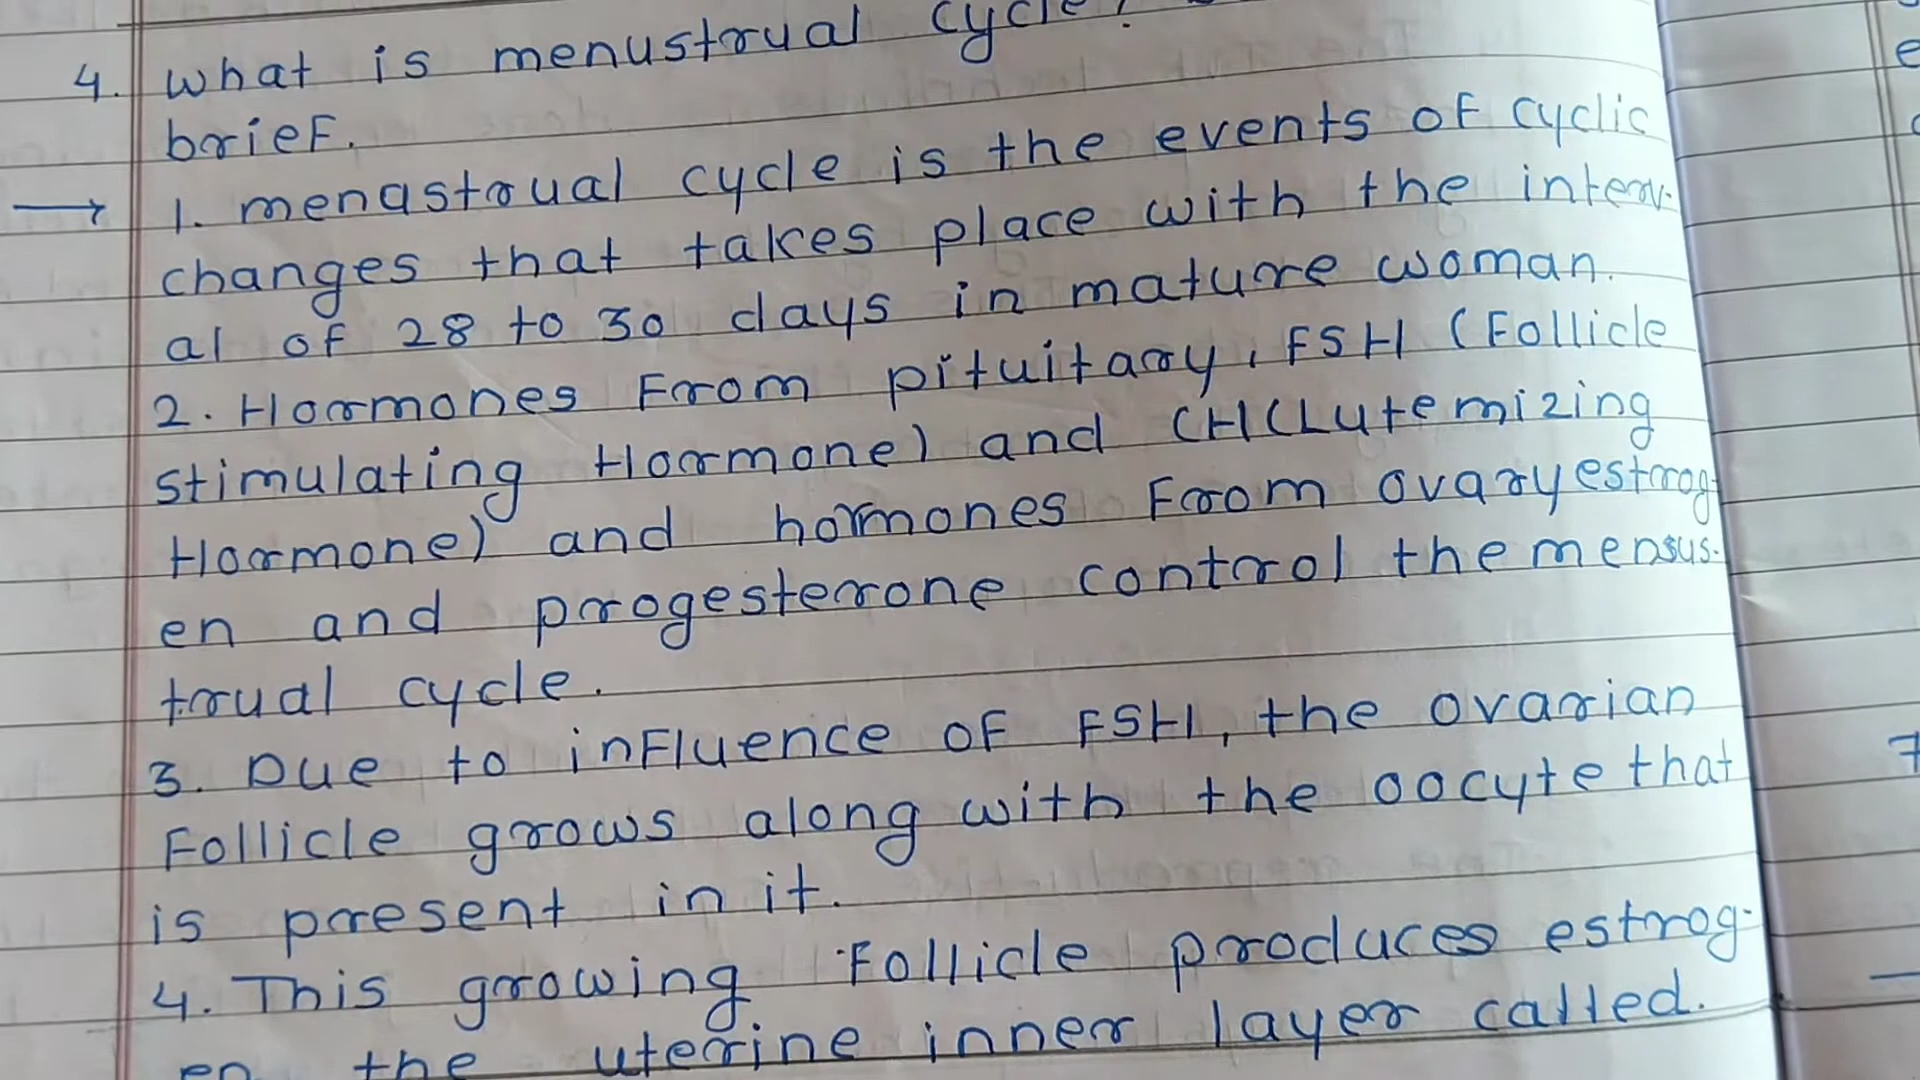 4. What is menustrual cycle?
brief.
→ 1. menastrual cycle is the events of cyclic
changes that takes place with the interv-
al of 28 to 30 days in mature woman.
2. Hormones From pituitary, FSH (Follicle
stimulating Hormone) and CH(Lutemizing
Hormone) and hormones From ovary estrog
en and progesterone control the mensus-
trual cycle.
3. Due to influence of FSH, the ovarian
Follicle grows along with the oocyte that
is present in it.
4. This growing Follicle produces estrog-
en the uterine inner layer called.